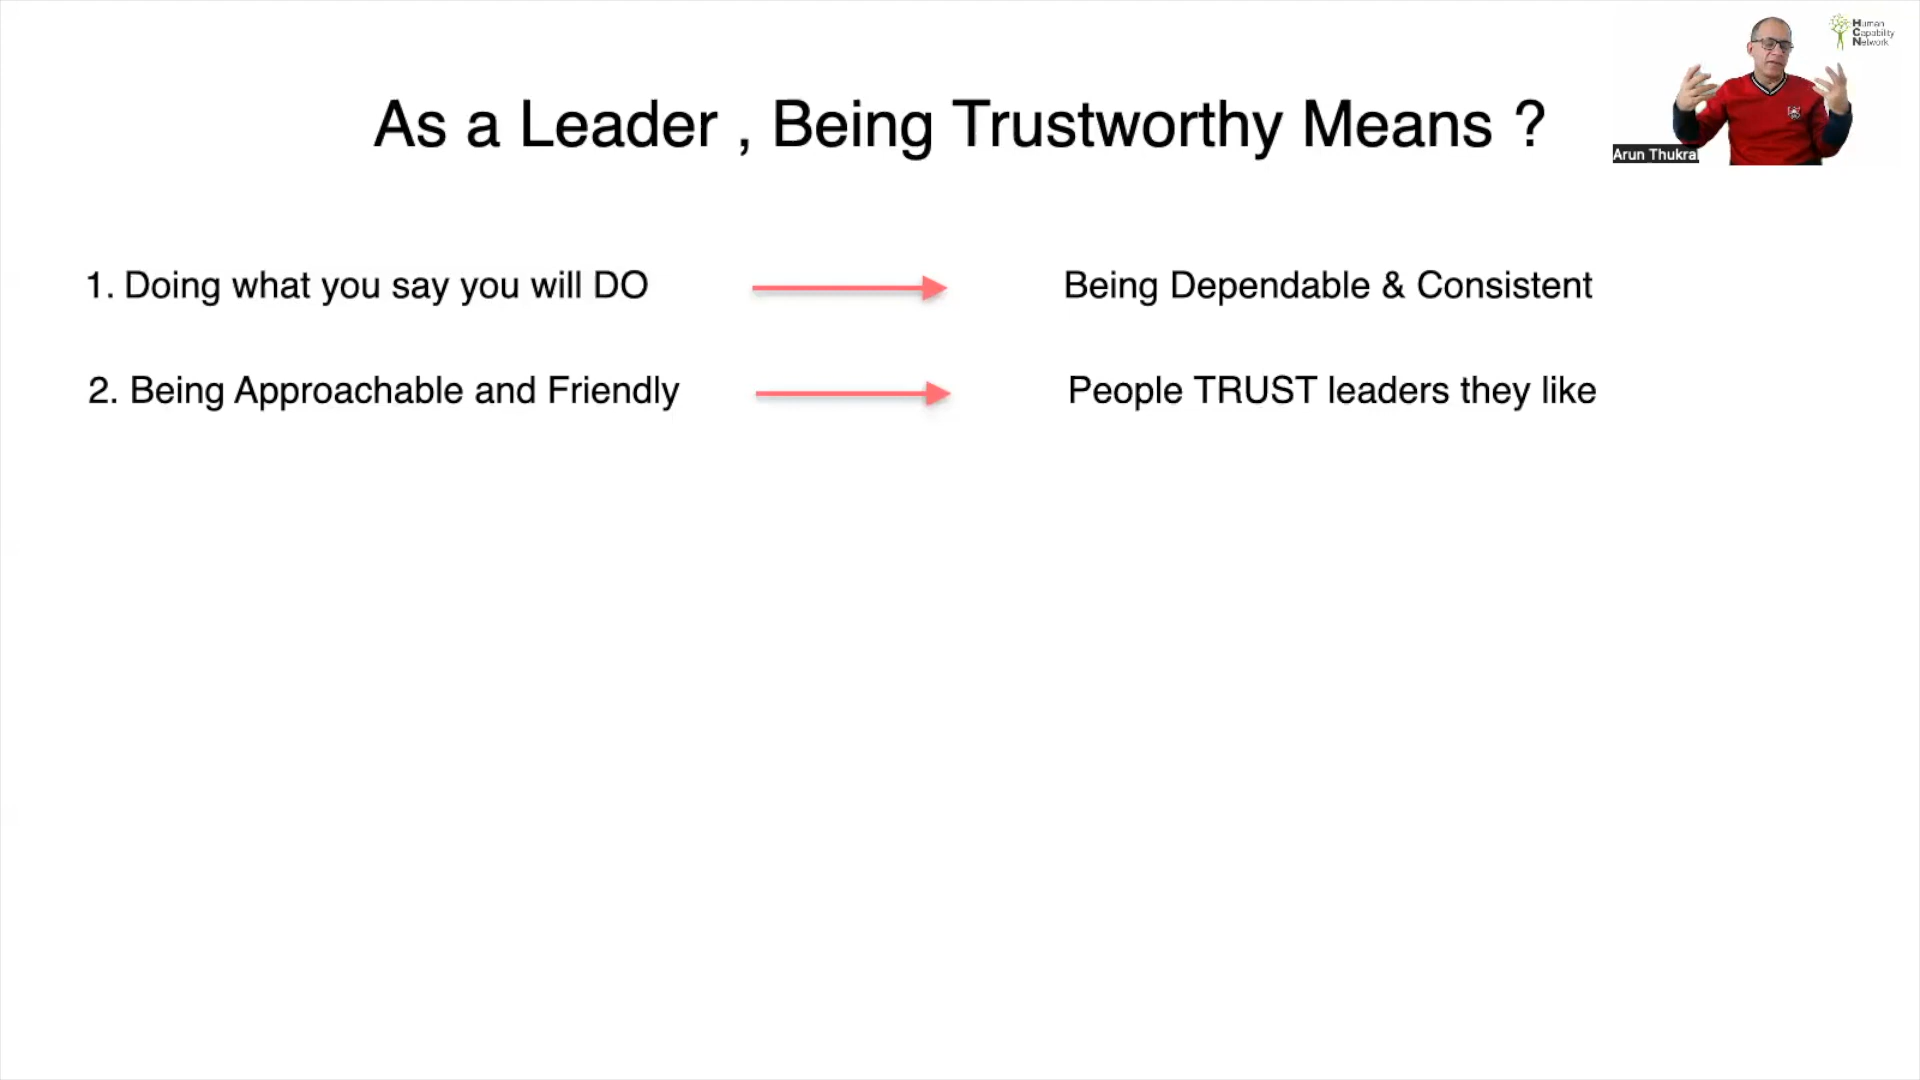 Human
Capability
Network
As a Leader , Being Trustworthy Means ?
Arun Thukral
1. Doing what you say you will DO
Being Dependable & Consistent
2. Being Approachable and Friendly
People TRUST leaders they like